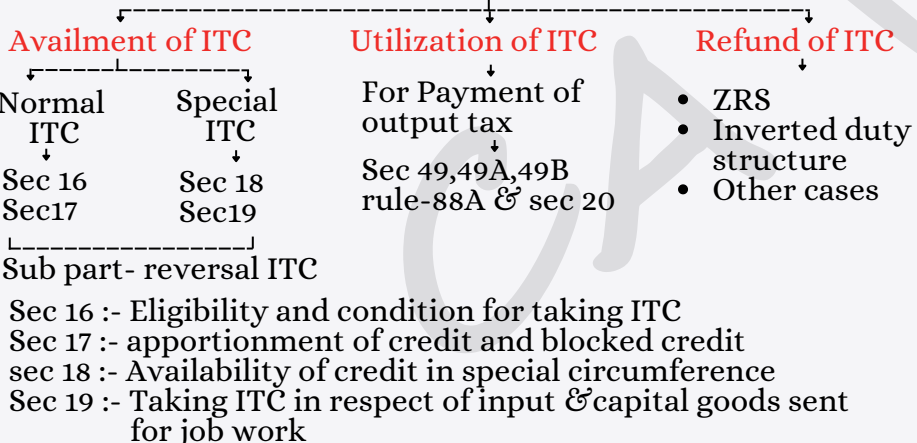 Availment of ITC
Utilization of ITC
Refund of ITC
Normal
ITC
Special
ITC
Sec 16
Sec17
Sec 18
Sec19
For Payment of
output tax
Sec 49,49A,49B
rule-88A & sec 20
• ZRS
• Inverted duty
structure
• Other cases
Sub part- reversal ITC
Sec 16 :- Eligibility and condition for taking ITC
Sec 17 :- apportionment of credit and blocked credit
sec 18 :- Availability of credit in special circumference
Sec 19 :- Taking ITC in respect of input &capital goods sent
for job work